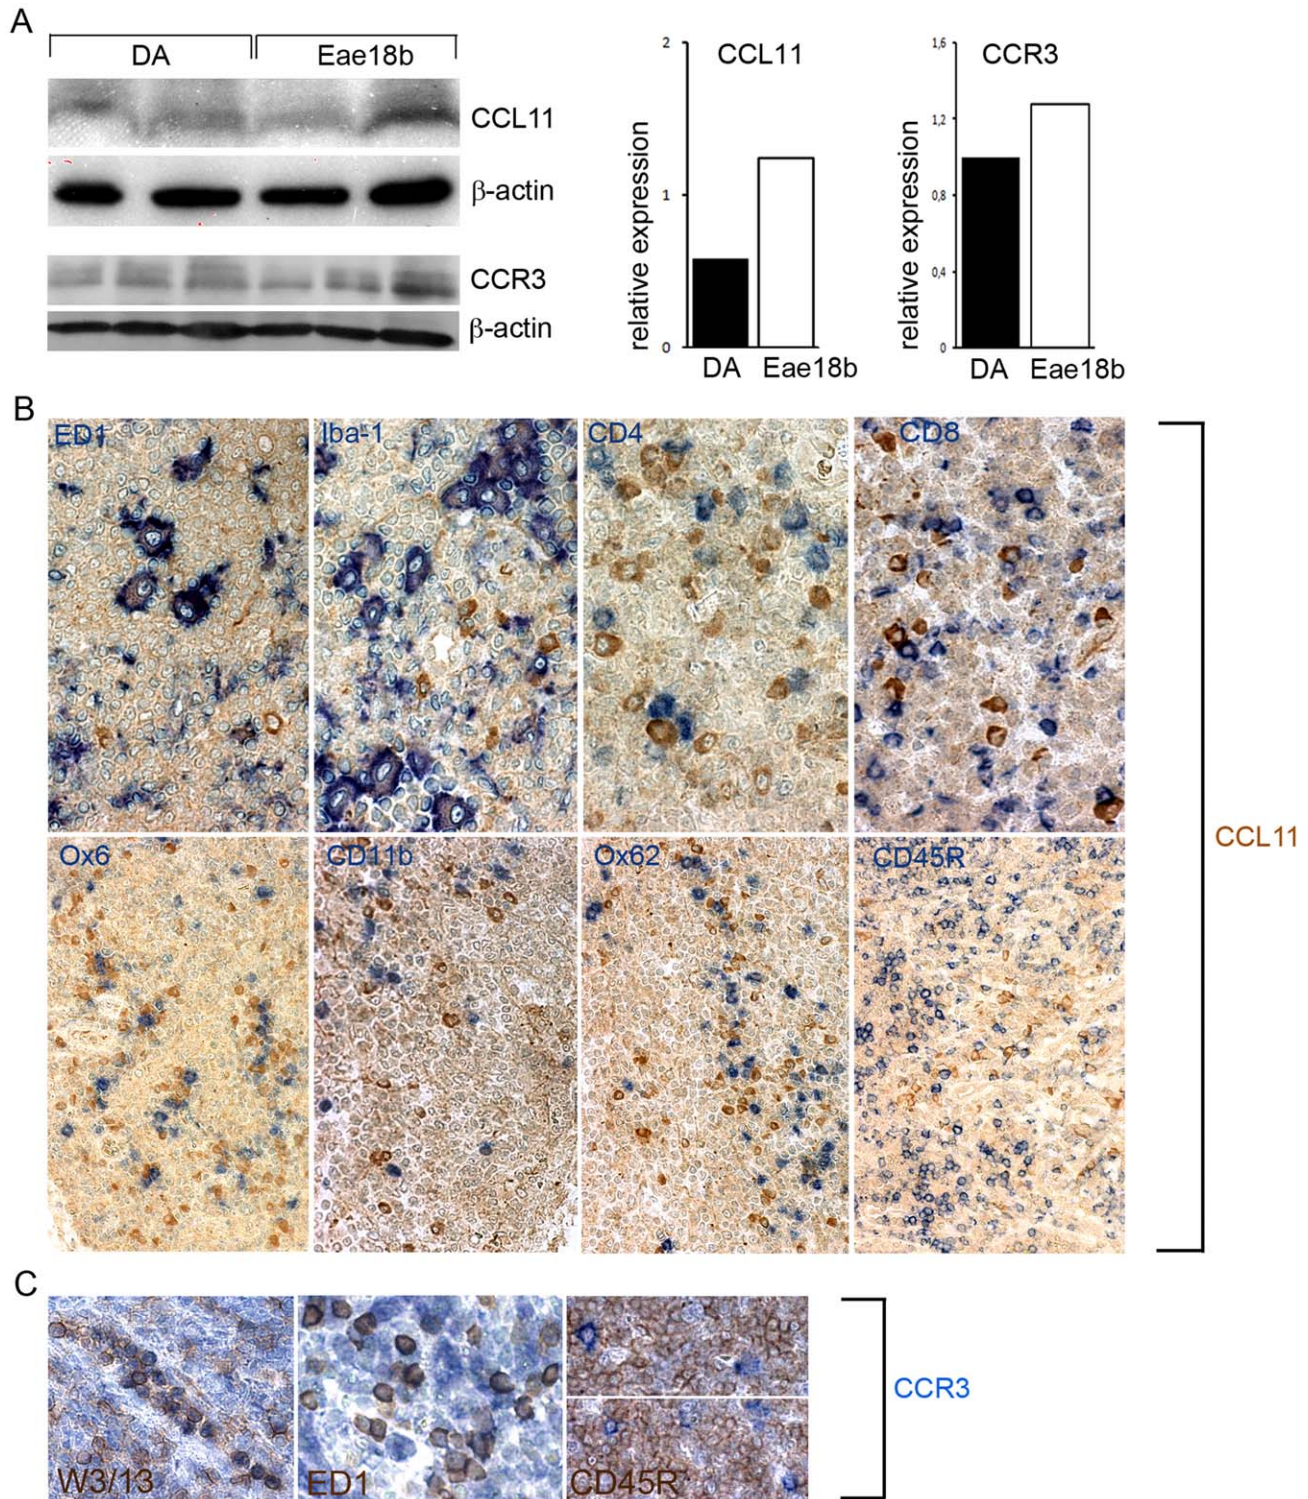 A
DA
Eae18b
CCL11
β-actin
CCR3
β-actin
relative expression
2
1
0
CCL11
DA
Eae18b
relative expression
1,6
1,2
0,8
0,4
0
CCR3
DA
Eae18b
B
ED1
Iba-1
CD4
CD8
Ox6
CD11b
Ox62
CD45R
CCL11
C
W3/13
ED1
CD45R
CCR3